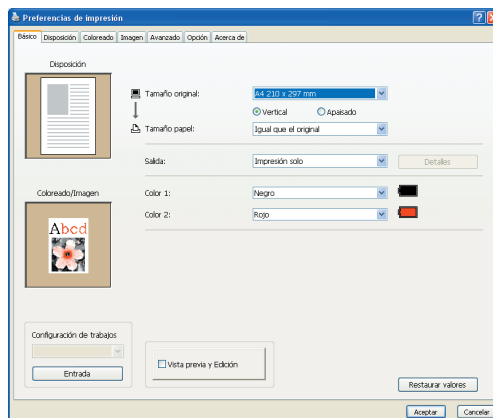 Preferencias de impresión
Básico Disposición Coloreado Imagen Avanzado Opción Acerca de
Disposición
Tamaño original: A4 210 x 297 mm
Vertical Apaisado
Tamaño papel: Igual que el original
Salida: Impresión solo Detalles
Coloreado/Imagen
Color 1: Negro
Color 2: Rojo
Abcd
Configuración de trabajos
Vista previa y Edición
Entrada
Restaurar valores
Aceptar Cancelar